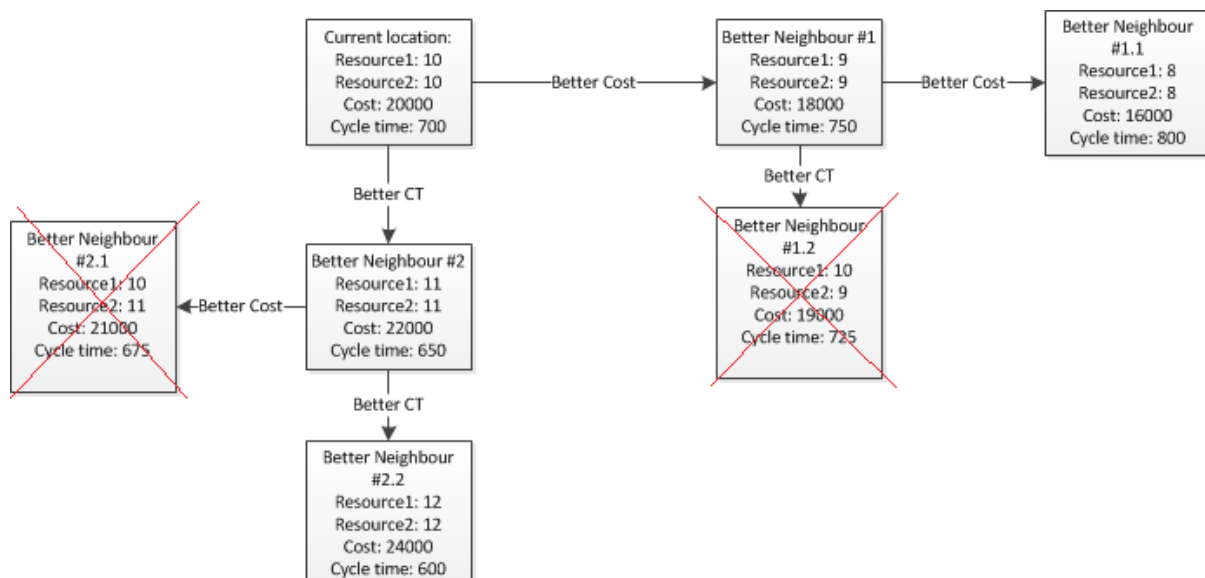 Current location:
Resource1: 10
Resource2: 10
Cost: 20000
Cycle time: 700
Better Cost
Better Neighbour #1
Resource1: 9
Resource2: 9
Cost: 18000
Cycle time: 750
Better Cost
Better Neighbour
#1.1
Resource1: 8
Resource2: 8
Cost: 16000
Cycle time: 800
Better CT
Better CT
Better Neighbour
#2.1
Resource1: 10
Resource2: 11
Cost: 21000
Cycle time: 675
Better Cost
Better Neighbour #2
Resource1: 11
Resource2: 11
Cost: 22000
Cycle time: 650
Better Neighbour
#1.2
Resource1: 10
Resource2: 9
Cost: 19000
Cycle time: 725
Better CT
Better Neighbour
#2.2
Resource1: 12
Resource2: 12
Cost: 24000
Cycle time: 600